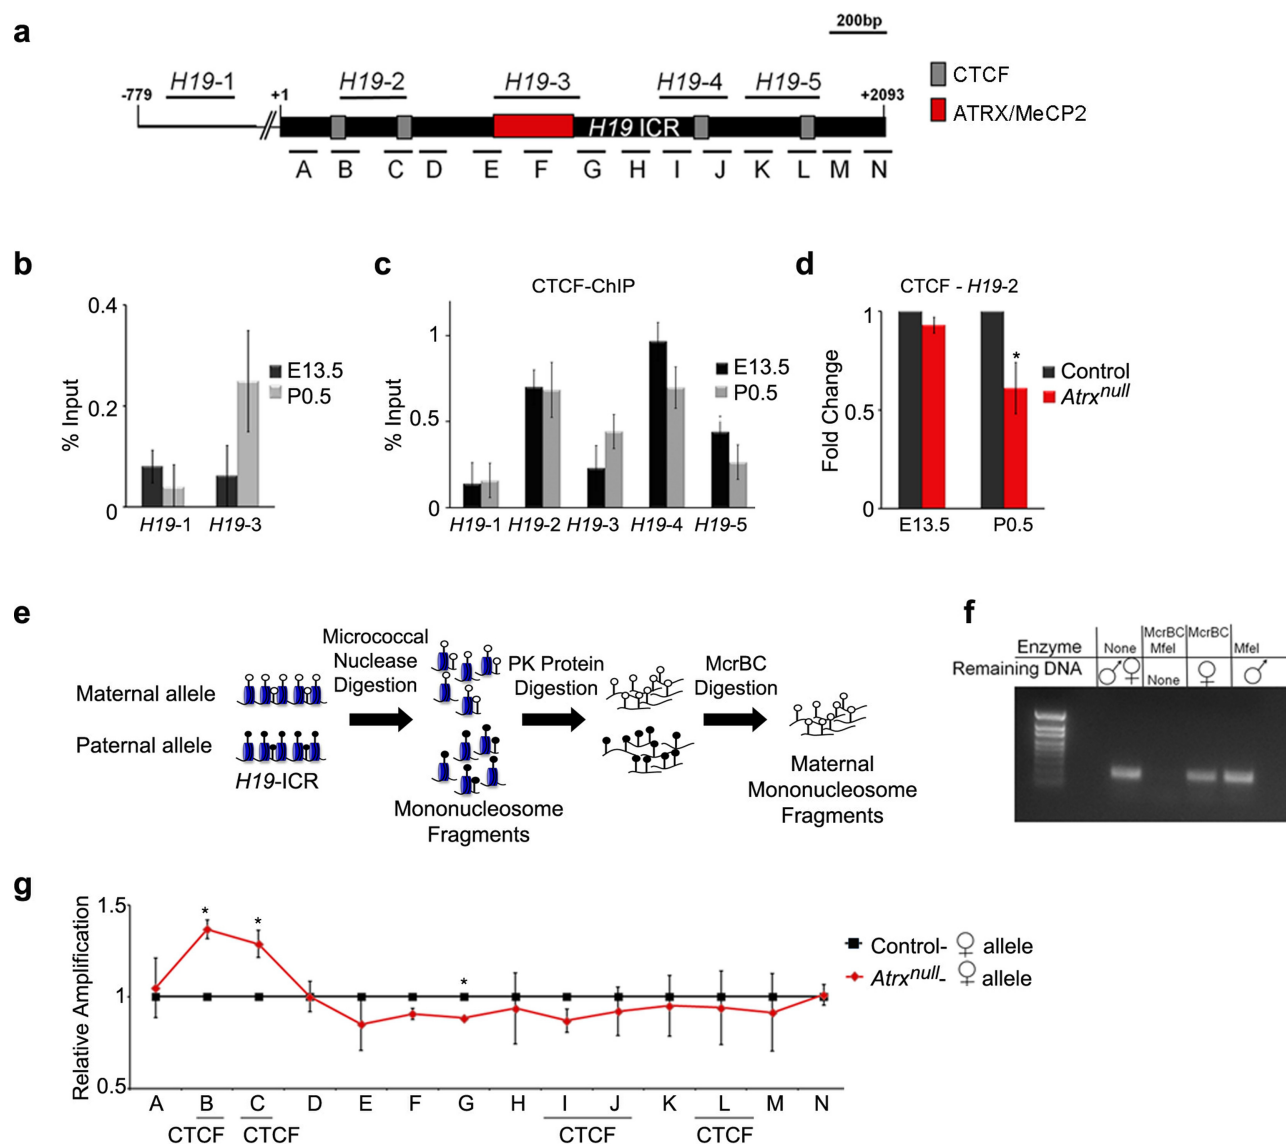 a
200bp
H19-1
H19-2
H19-3
H19-4
H19-5
-779
+1
+2093
H19 ICR
CTCF
ATRX/MeCP2
A B C D E F G H I J K L M N
b
0.4
0.2
0
% Input
E13.5
P0.5
H19-1 H19-3
c
CTCF-ChIP
1
0.5
0
% Input
E13.5
P0.5
H19-1 H19-2 H19-3 H19-4 H19-5
d
CTCF - H19-2
1
0.5
0
Fold Change
*
Control
Atrxnull
E13.5 P0.5
e
Maternal allele
Paternal allele
H19-ICR
Micrococcal
Nuclease
Digestion
Mononucleosome
Fragments
PK Protein
Digestion
McrBC
Digestion
Maternal
Mononucleosome
Fragments
f
Enzyme
None
McrBC
MfeI
McrBC
MfeI
Remaining DNA
♂♀
None
♀
♂
g
1.5
1
0.5
Relative Amplification
* * *
Control- ♀ allele
Atrxnull- ♀ allele
A B C D E F G H I J K L M N
CTCF CTCF CTCF CTCF